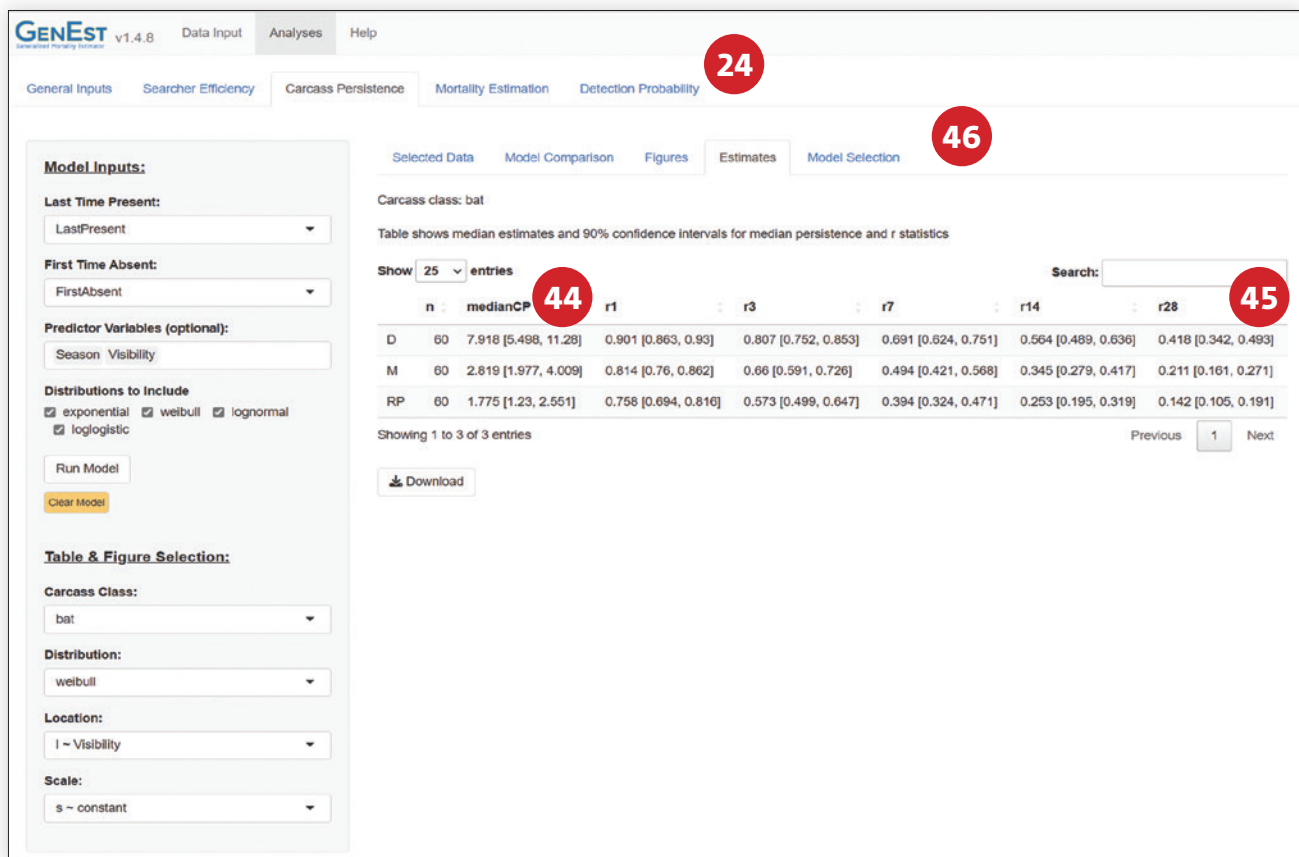 GENEST v1.4.8 Data Input Analyses Help
Generalized Mortality Estimator
24
General Inputs Searcher Efficiency Carcass Persistence Mortality Estimation Detection Probability
46
Model Inputs:
Last Time Present:
LastPresent
First Time Absent:
FirstAbsent
Predictor Variables (optional):
Season Visibility
Distributions to Include
exponential weibull lognormal
loglogistic
Run Model
Clear Model
Table & Figure Selection:
Carcass Class:
bat
Distribution:
weibull
Location:
l ~ Visibility
Scale:
s ~ constant
Selected Data Model Comparison Figures Estimates Model Selection
Carcass class: bat
Table shows median estimates and 90% confidence intervals for median persistence and r statistics
Show 25 entries Search:
44 45
n medianCP r1 r3 r7 r14 r28
D 60 7.918 [5.498, 11.28] 0.901 [0.863, 0.93] 0.807 [0.752, 0.853] 0.691 [0.624, 0.751] 0.564 [0.489, 0.636] 0.418 [0.342, 0.493]
M 60 2.819 [1.977, 4.009] 0.814 [0.76, 0.862] 0.66 [0.591, 0.726] 0.494 [0.421, 0.568] 0.345 [0.279, 0.417] 0.211 [0.161, 0.271]
RP 60 1.775 [1.23, 2.551] 0.758 [0.694, 0.816] 0.573 [0.499, 0.647] 0.394 [0.324, 0.471] 0.253 [0.195, 0.319] 0.142 [0.105, 0.191]
Showing 1 to 3 of 3 entries Previous 1 Next
Download